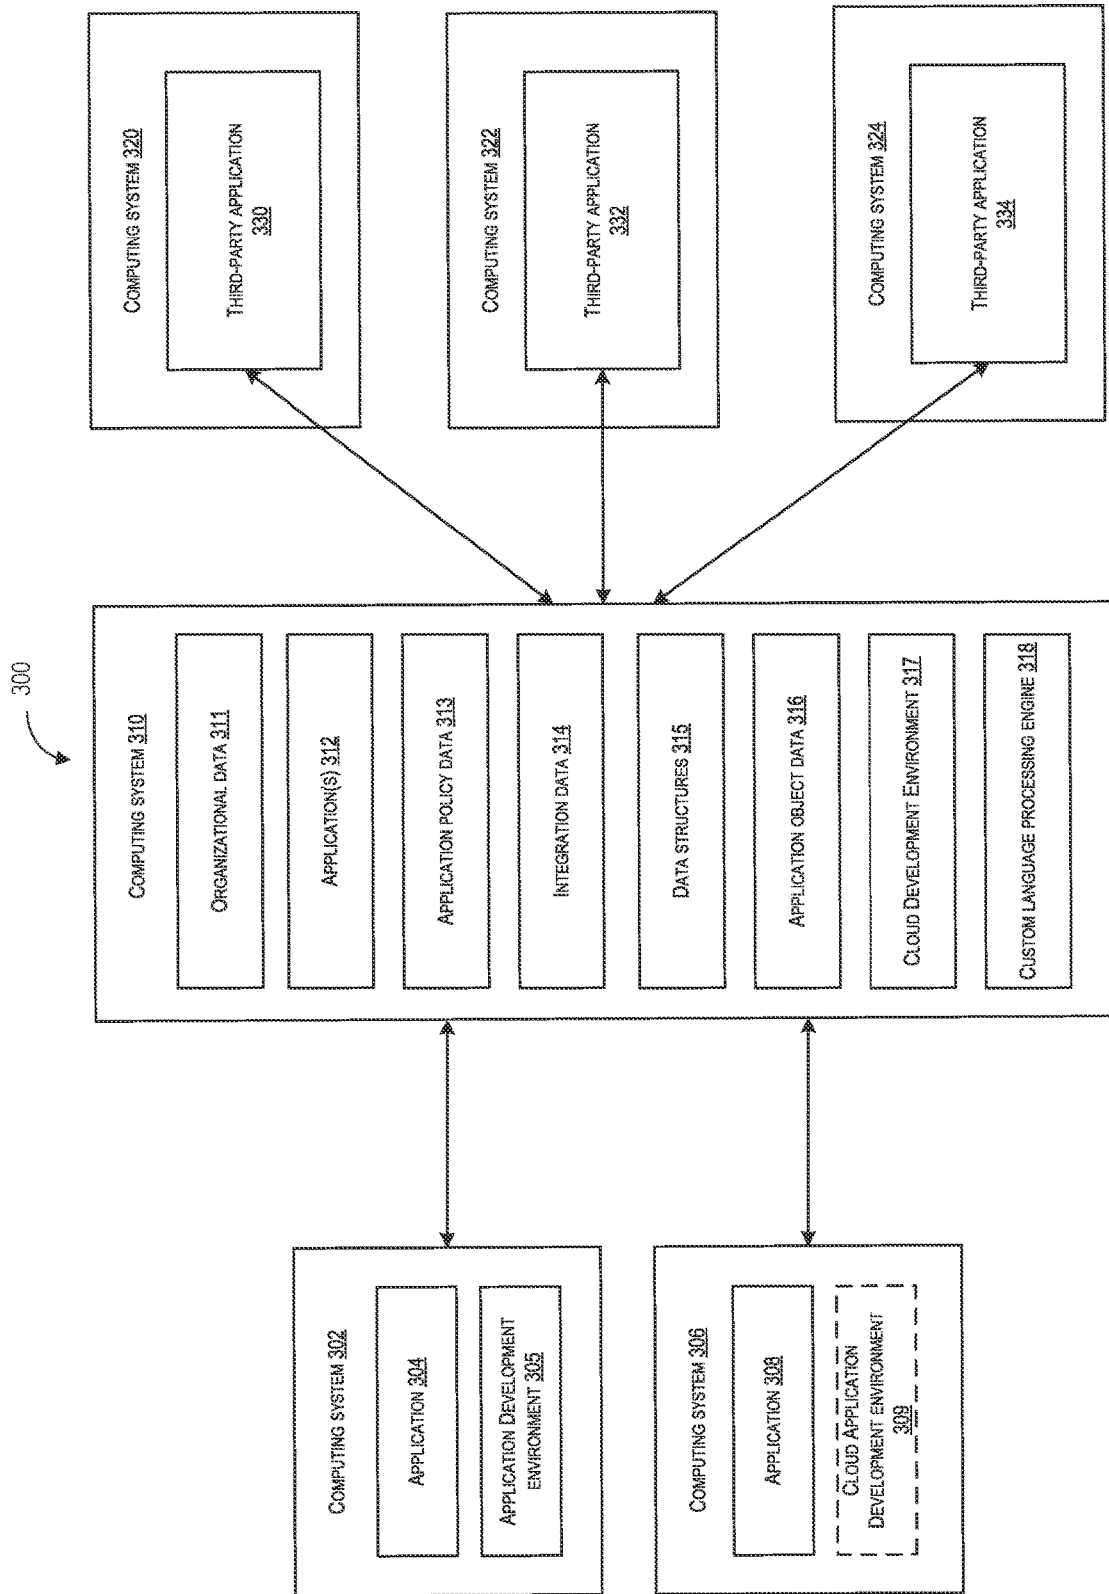 300
COMPUTING SYSTEM 302
APPLICATION 304
APPLICATION DEVELOPMENT
ENVIRONMENT 305
COMPUTING SYSTEM 306
APPLICATION 308
CLOUD APPLICATION
DEVELOPMENT ENVIRONMENT
309
COMPUTING SYSTEM 310
ORGANIZATIONAL DATA 311
APPLICATION(S) 312
APPLICATION POLICY DATA 313
INTEGRATION DATA 314
DATA STRUCTURES 315
APPLICATION OBJECT DATA 316
CLOUD DEVELOPMENT ENVIRONMENT 317
CUSTOM LANGUAGE PROCESSING ENGINE 318
COMPUTING SYSTEM 320
THIRD-PARTY APPLICATION
330
COMPUTING SYSTEM 322
THIRD-PARTY APPLICATION
332
COMPUTING SYSTEM 324
THIRD-PARTY APPLICATION
334